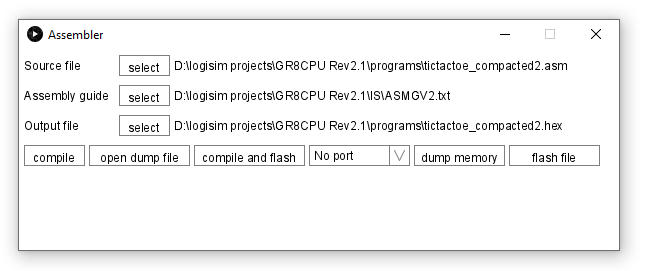 Assembler
Source file select D:\logisim projects\GR8CPU Rev2.1\programs\tictactoe_compacted2.asm
Assembly guide select D:\logisim projects\GR8CPU Rev2.1\IS\ASMGV2.txt
Output file select D:\logisim projects\GR8CPU Rev2.1\programs\tictactoe_compacted2.hex
compile open dump file compile and flash No port dump memory flash file